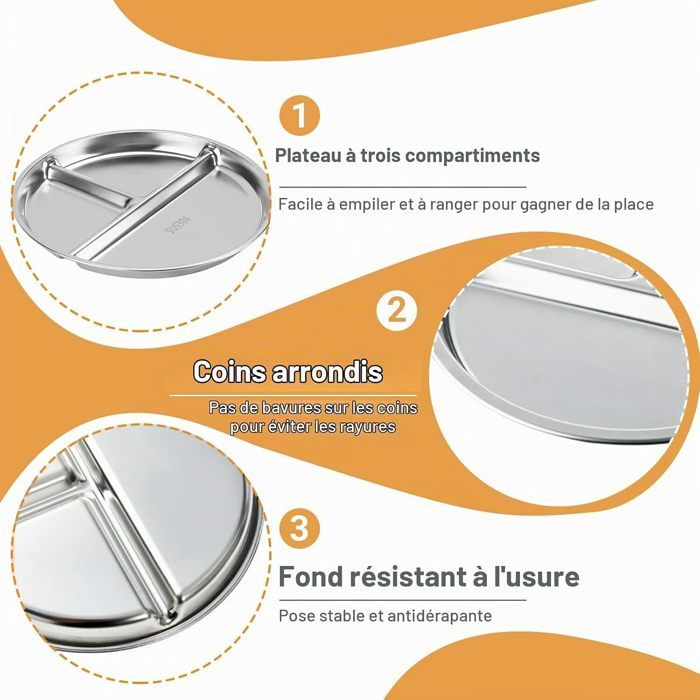 1
Plateau à trois compartiments
Facile à empiler et à ranger pour gagner de la place
SUS304
2
Coins arrondis
Pas de bavures sur les coins
pour éviter les rayures
3
Fond résistant à l'usure
Pose stable et antidérapante